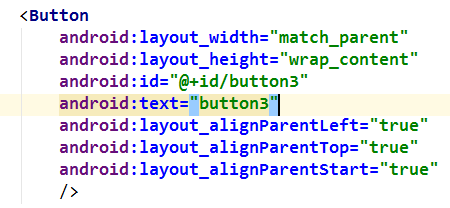 <Button
android:layout_width="match_parent"
android:layout_height="wrap_content"
android:id="@+id/button3"
android:text="button3"
android:layout_alignParentLeft="true"
android:layout_alignParentTop="true"
android:layout_alignParentStart="true"
/>